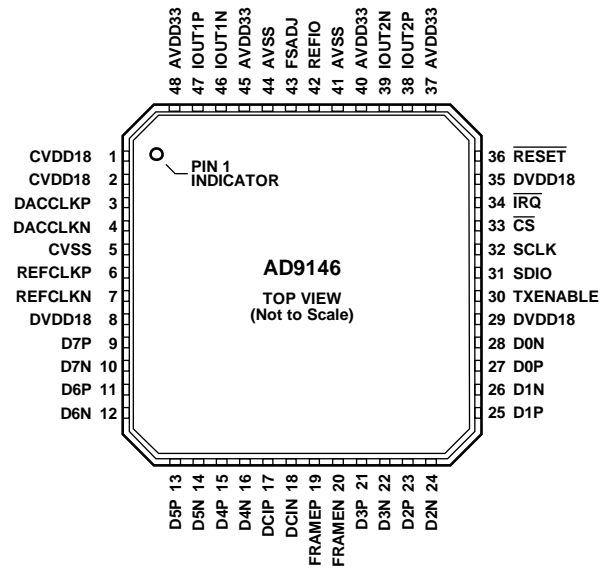 48 AVDD33
47 IOUT1P
46 IOUT1N
45 AVDD33
44 AVSS
43 FSADJ
42 REFIO
41 AVSS
40 AVDD33
39 IOUT2N
38 IOUT2P
37 AVDD33
CVDD18 1
CVDD18 2
DACCLKP 3
DACCLKN 4
CVSS 5
REFCLKP 6
REFCLKN 7
DVDD18 8
D7P 9
D7N 10
D6P 11
D6N 12
PIN 1
INDICATOR
AD9146
TOP VIEW
(Not to Scale)
36 RESET
35 DVDD18
34 IRQ
33 CS
32 SCLK
31 SDIO
30 TXENABLE
29 DVDD18
28 D0N
27 D0P
26 D1N
25 D1P
D5P 13
D5N 14
D4P 15
D4N 16
DCIP 17
DCIN 18
FRAMEP 19
FRAMEN 20
D3P 21
D3N 22
D2P 23
D2N 24